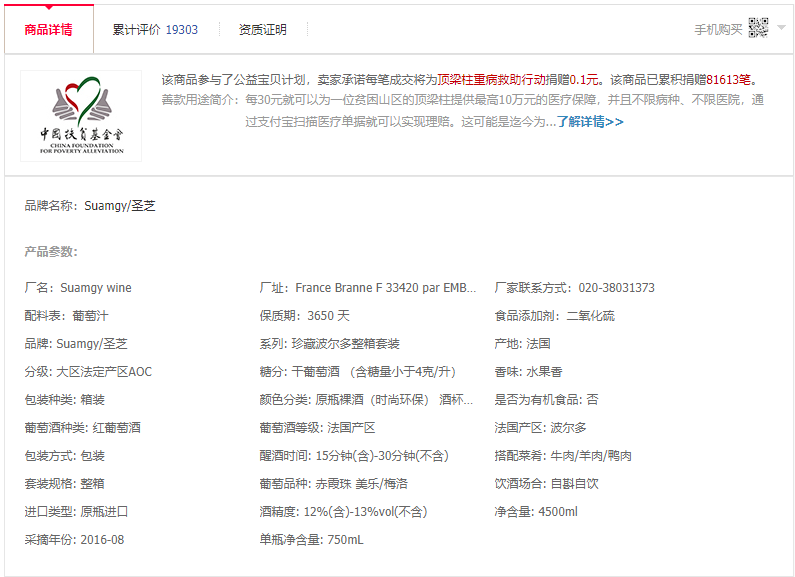 商品详情 累计评价 19303 资质证明 手机购买
该商品参与了公益宝贝计划，卖家承诺每笔成交将为顶梁柱重病救助行动捐赠0.1元。该商品已累积捐赠81613笔。
善款用途简介：每30元就可以为一位贫困山区的顶梁柱提供最高10万元的医疗保障，并且不限病种、不限医院，通
过支付宝扫描医疗单据就可以实现理赔。这可能是迄今为...了解详情>>
中國扶貧基金會
CHINA FOUNDATION
FOR POVERTY ALLEVIATION
品牌名称：Suamgy/圣芝
产品参数：
厂名：Suamgy wine 厂址：France Branne F 33420 par EMB... 厂家联系方式：020-38031373
配料表：葡萄汁 保质期：3650 天 食品添加剂：二氧化硫
品牌: Suamgy/圣芝 系列: 珍藏波尔多整箱套装 产地: 法国
分级: 大区法定产区AOC 糖分: 干葡萄酒 （含糖量小于4克/升） 香味: 水果香
包装种类: 箱装 颜色分类: 原瓶裸酒（时尚环保） 酒杯... 是否为有机食品: 否
葡萄酒种类: 红葡萄酒 葡萄酒等级: 法国产区 法国产区: 波尔多
包装方式: 包装 醒酒时间: 15分钟(含)-30分钟(不含) 搭配菜肴: 牛肉/羊肉/鸭肉
套装规格: 整箱 葡萄品种: 赤霞珠 美乐/梅洛 饮酒场合: 自斟自饮
进口类型: 原瓶进口 酒精度: 12%(含)-13%vol(不含) 净含量: 4500ml
采摘年份: 2016-08 单瓶净含量: 750mL